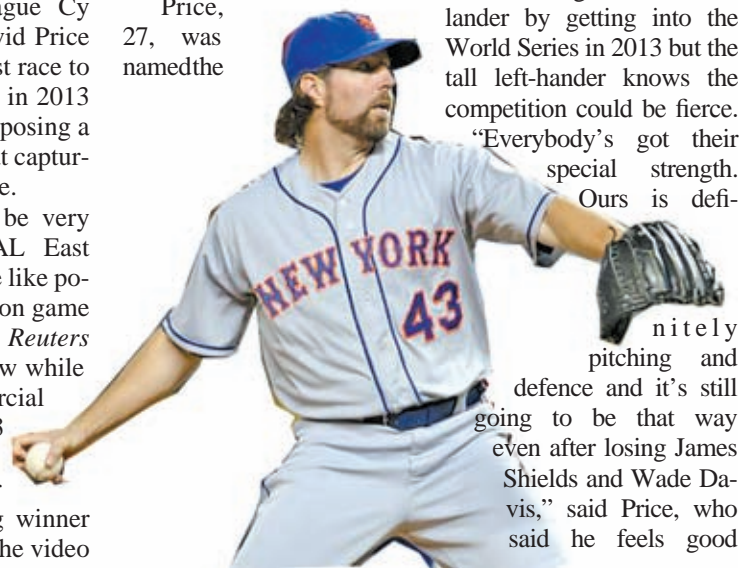 ague Cy
vid Price
st race to
in 2013
posing a
t captur-
e.
be very
AL East
e like po-
on game
Reuters
w while
rcial
3
g winner
he video
Price,
27, was
namedthe
NEW YORK
43
lander by getting into the
World Series in 2013 but the
tall left-hander knows the
competition could be fierce.
“Everybody’s got their
special strength.
Ours is defi-
nitely
pitching and
defence and it’s still
going to be that way
even after losing James
Shields and Wade Da-
vis,” said Price, who
said he feels good